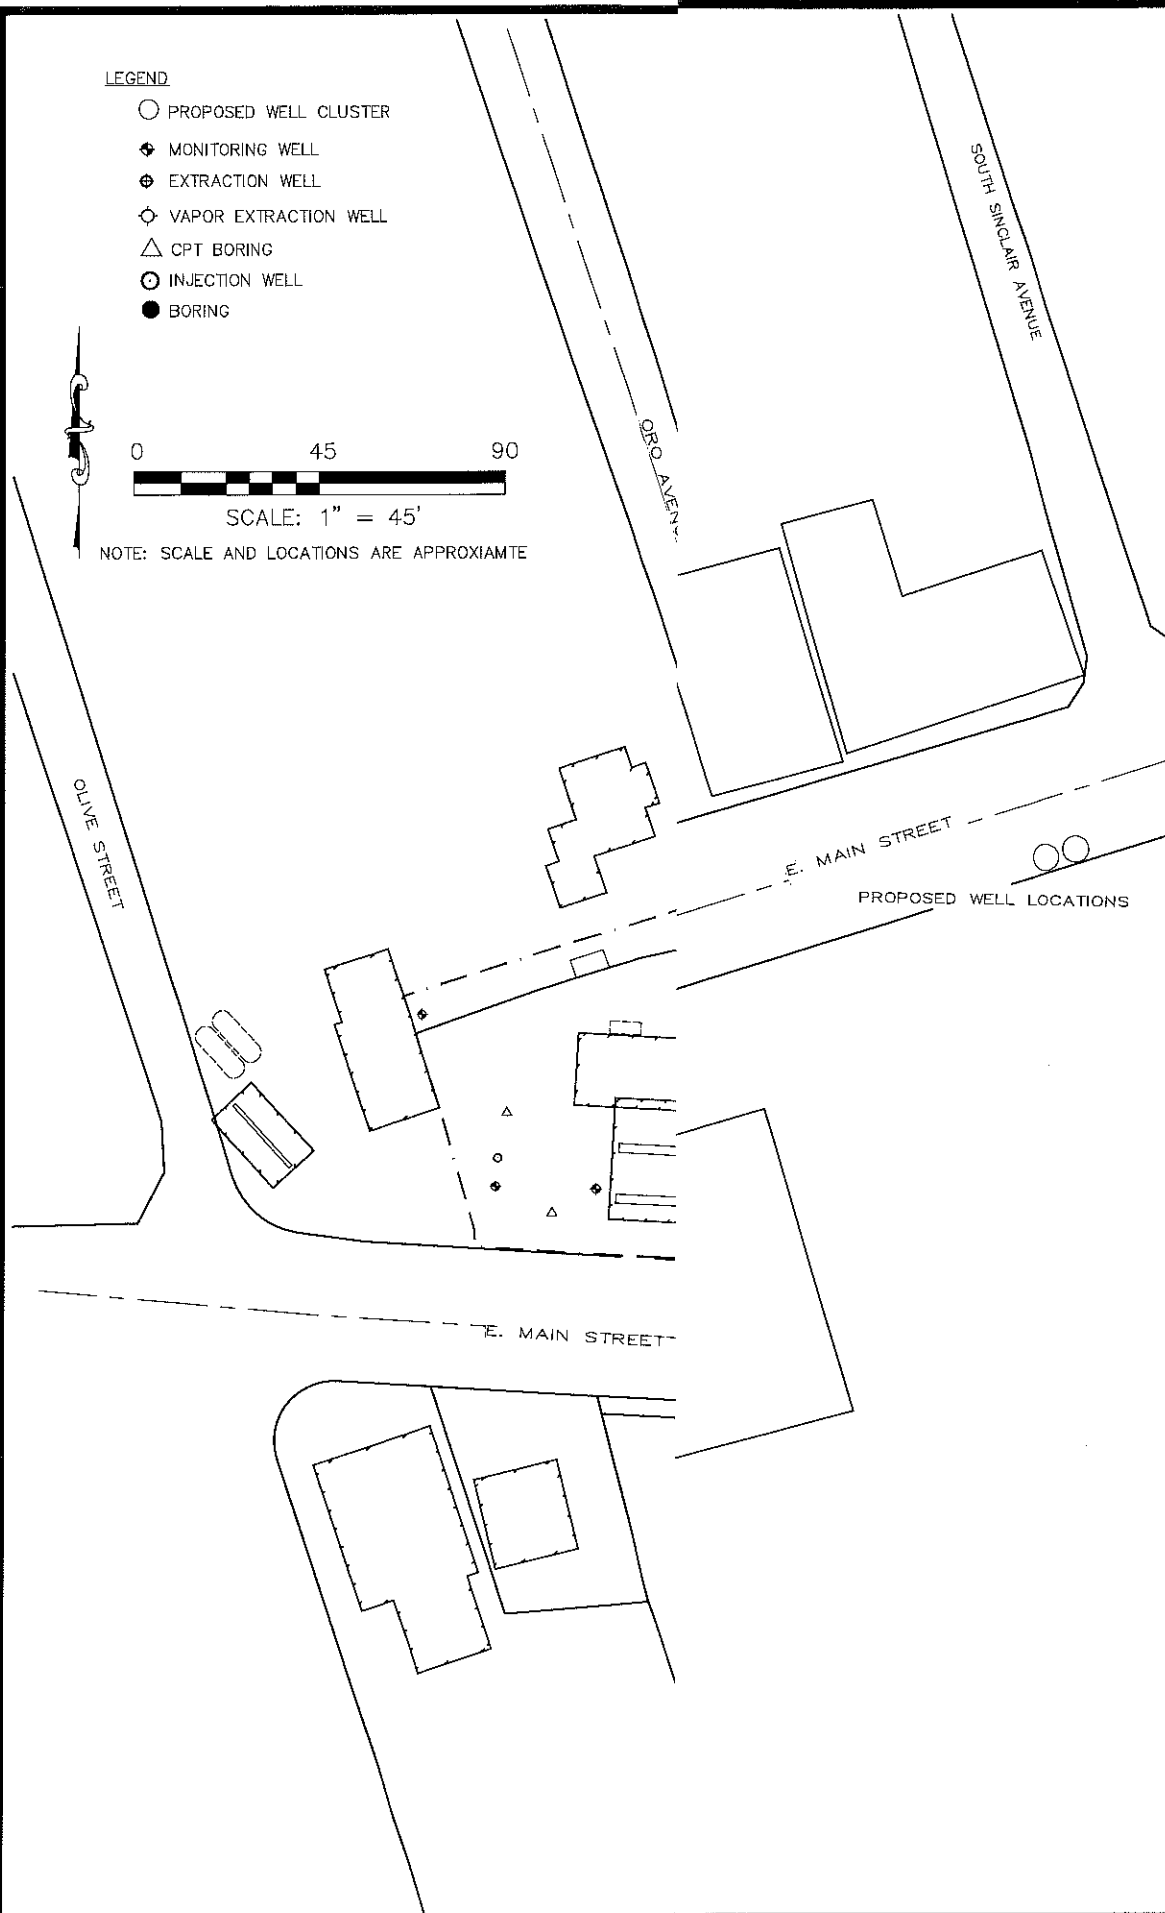 LEGEND
PROPOSED WELL CLUSTER
MONITORING WELL
EXTRACTION WELL
VAPOR EXTRACTION WELL
CPT BORING
INJECTION WELL
BORING
0 45 90
SCALE: 1" = 45'
NOTE: SCALE AND LOCATIONS ARE APPROXIAMTE
SOUTH SINCLAIR AVENUE
ORO
OLIVE STREET
E. MAIN STREET
PROPOSED WELL LOCATIONS
E. MAIN STREET